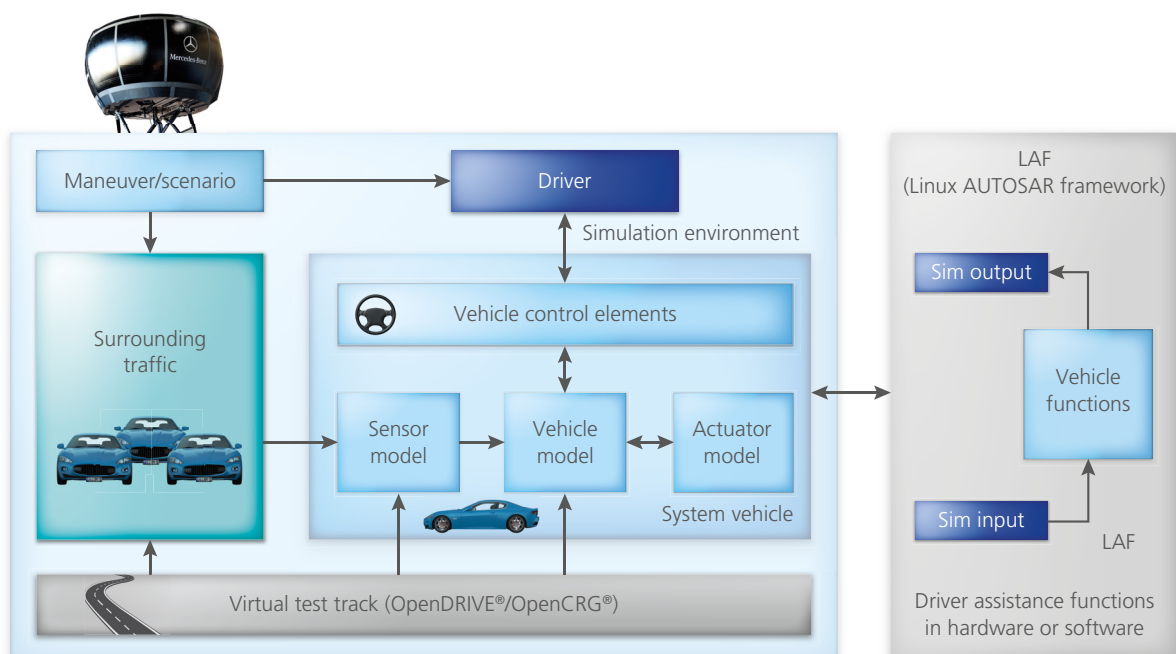 Mercedes-Benz
Maneuver/scenario
Driver
Simulation environment
Surrounding
traffic
Vehicle control elements
Sensor
model
Vehicle
model
Actuator
model
System vehicle
Virtual test track (OpenDRIVE®/OpenCRG®)
LAF
(Linux AUTOSAR framework)
Sim output
Vehicle
functions
Sim input
LAF
Driver assistance functions
in hardware or software